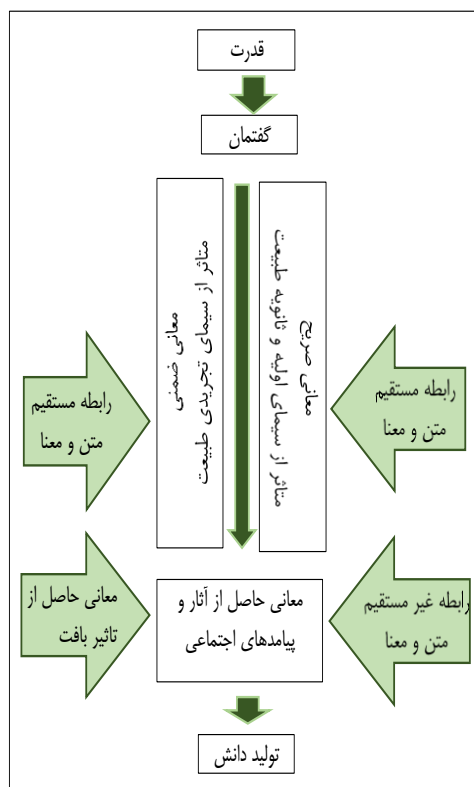 قدرت
گفتمان
معانی صریح
متاثر از سیمای اولیه و ثانویه طبیعت
معانی ضمنی
متاثر از سیمای تجریدی طبیعت
رابطه مستقیم
متن و معنا
رابطه مستقیم
متن و معنا
رابطه غیر مستقیم
متن و معنا
معانی حاصل از آثار و
پیامدهای اجتماعی
معانی حاصل از
تاثیر بافت
تولید دانش